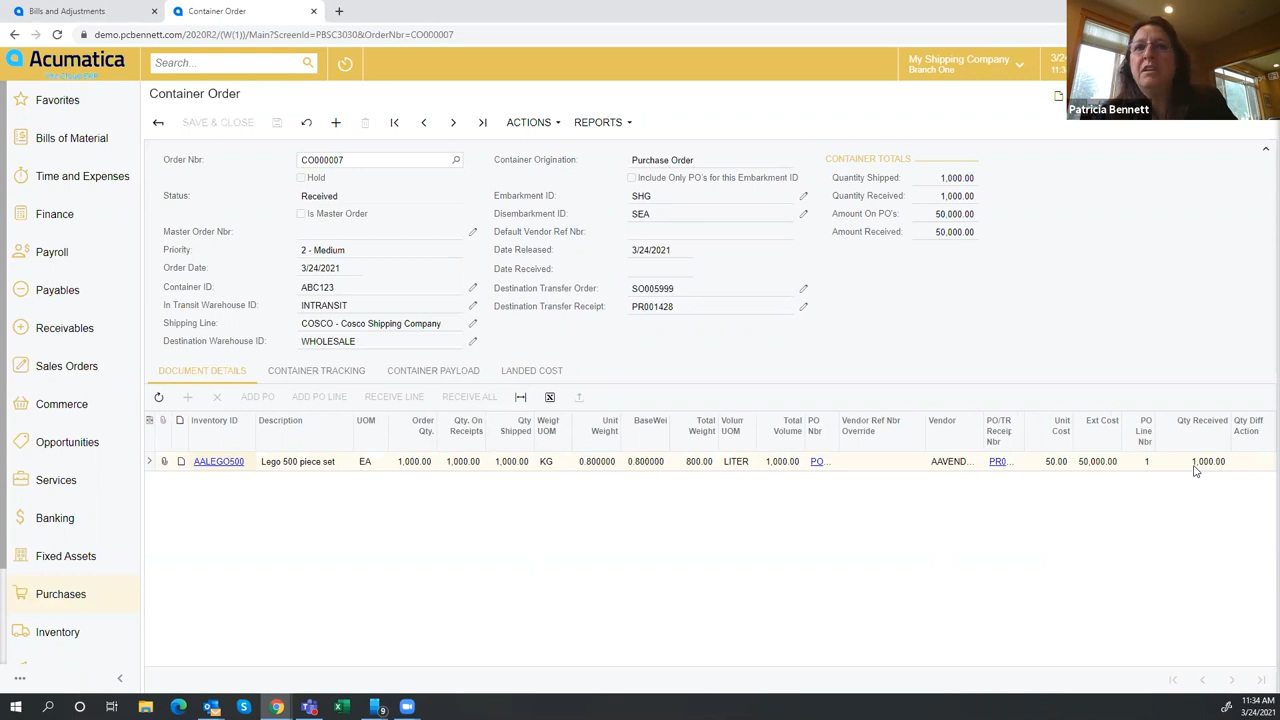 Bills and Adjustments
Container Order
demo.pcbennett.com/2020R2/(W(1))/Main?ScreenId=PBSC3030&OrderNbr=CO000007
Acumatica
Search...
My Shipping Company
Branch One
3/24
11:3
Patricia Bennett
Favorites
Bills of Material
Time and Expenses
Finance
Payroll
Payables
Receivables
Sales Orders
Commerce
Opportunities
Services
Banking
Fixed Assets
Purchases
Inventory
Container Order
SAVE & CLOSE
ACTIONS
REPORTS
Order Nbr: CO000007
Hold
Status: Received
Is Master Order
Master Order Nbr:
Priority: 2 - Medium
Order Date: 3/24/2021
Container ID: ABC123
In Transit Warehouse ID: INTRANSIT
Shipping Line: COSCO - Cosco Shipping Company
Destination Warehouse ID: WHOLESALE
Container Origination: Purchase Order
Include Only PO's for this Embarkment ID
Embarkment ID: SHG
Disembarkment ID: SEA
Default Vendor Ref Nbr:
Date Released: 3/24/2021
Date Received:
Destination Transfer Order: SO005999
Destination Transfer Receipt: PR001428
CONTAINER TOTALS
Quantity Shipped: 1,000.00
Quantity Received: 1,000.00
Amount On PO's: 50,000.00
Amount Received: 50,000.00
DOCUMENT DETAILS CONTAINER TRACKING CONTAINER PAYLOAD LANDED COST
ADD PO ADD PO LINE RECEIVE LINE RECEIVE ALL
Inventory ID Description UOM Order Qty. Qty. On Receipts Qty Shipped Weigh UOM Unit Weight BaseWei Total Weight Volum UOM Total Volume PO Nbr Vendor Ref Nbr Override Vendor PO/TR Receip Nbr Unit Cost Ext Cost PO Line Nbr Qty Received Qty Diff Action
AALEGO500 Lego 500 piece set EA 1,000.00 1,000.00 1,000.00 KG 0.800000 0.800000 800.00 LITER 1,000.00 PO... AAVEND... PR0... 50.00 50,000.00 1 1,000.00
11:34 AM
3/24/2021